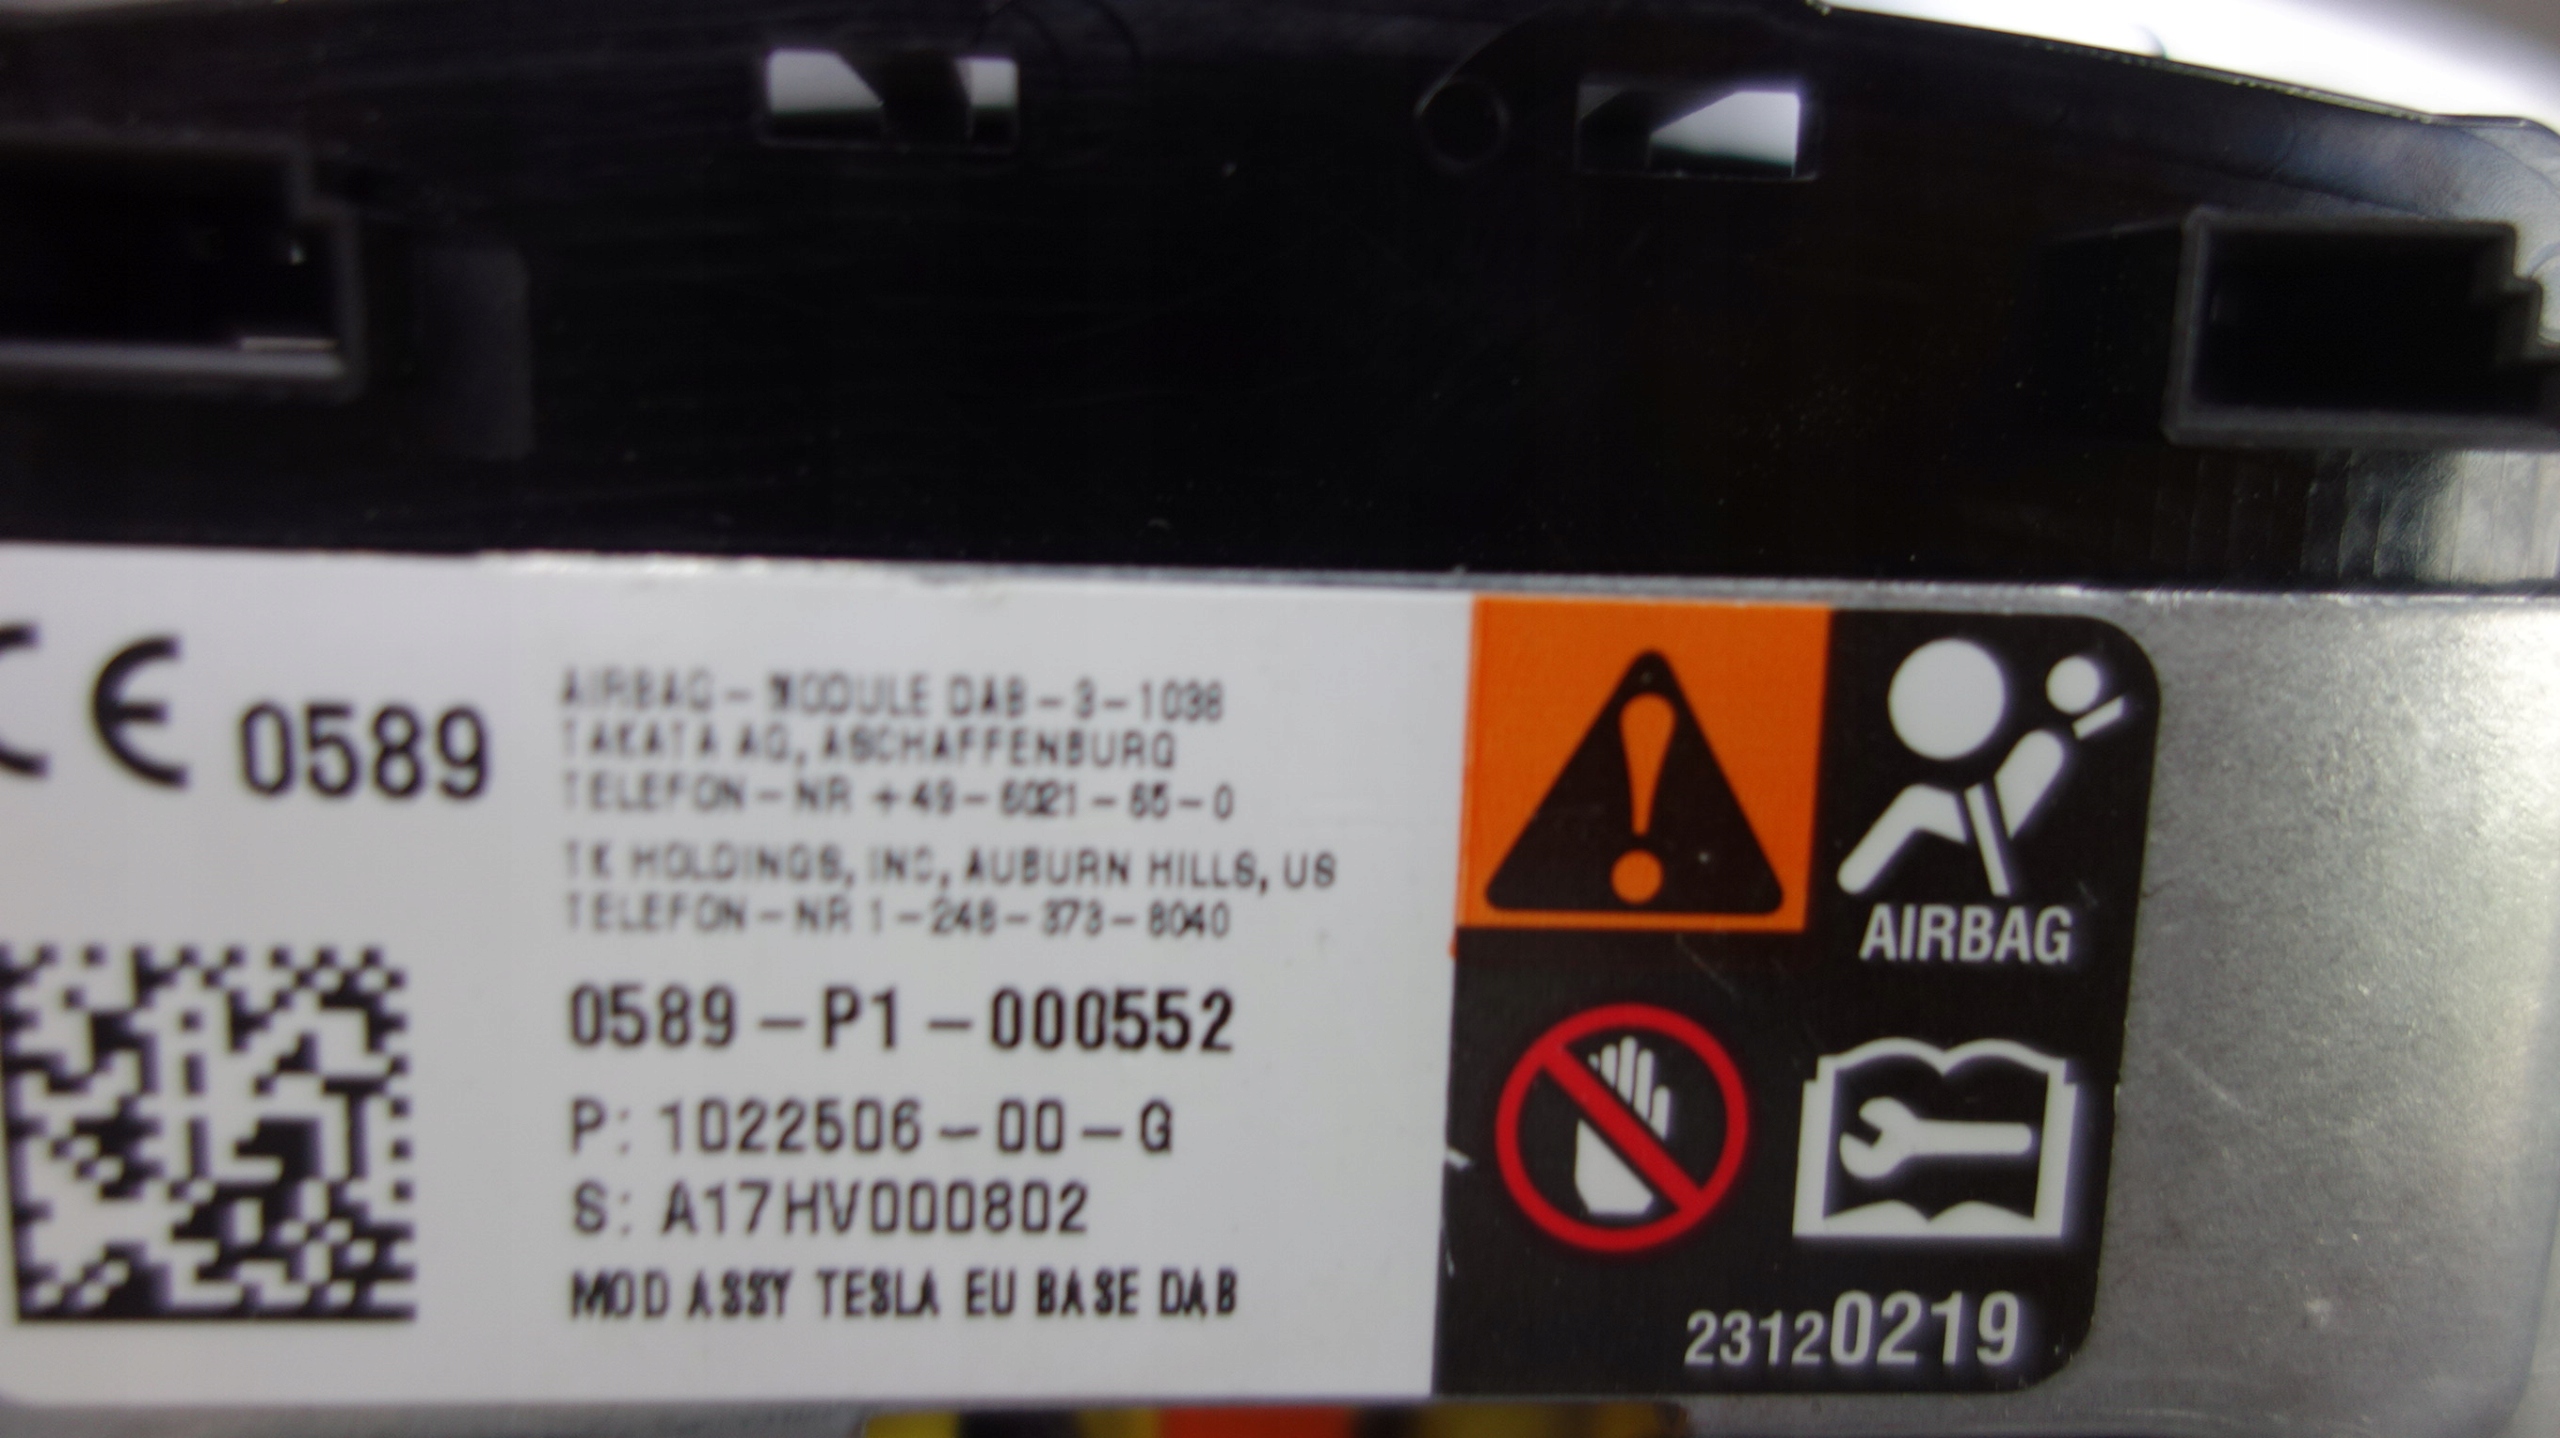 CE 0589
AIRBAG-MODULE DAB-3-1038
TAKATA AG, ASCHAFFENBURG
TELEFON-NR +49-6021-65-0
TK HOLDINGS, INC, AUBURN HILLS, US
TELEFON-NR 1-248-373-8040
0589-P1-000552
P: 1022506-00-G
S: A17HV000802
MOD ASSY TESLA EU BASE DAB
AIRBAG
23120219